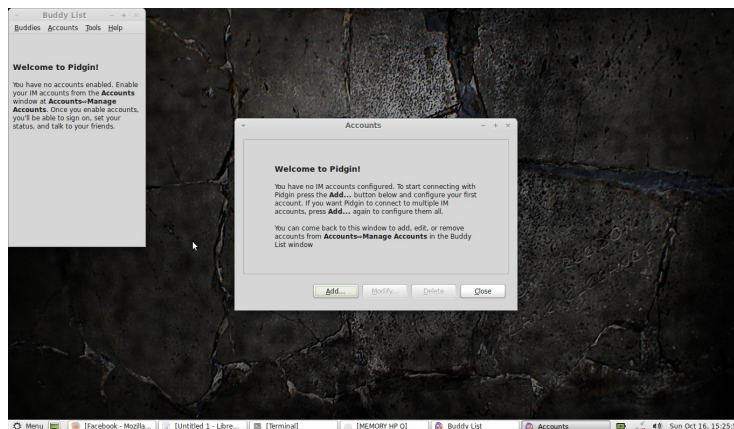 Buddy List
Buddies Accounts Tools Help
Welcome to Pidgin!
You have no accounts enabled. Enable
your IM accounts from the Accounts
window at Accounts⇨Manage
Accounts. Once you enable accounts,
you'll be able to sign on, set your
status, and talk to your friends.
Accounts
Welcome to Pidgin!
You have no IM accounts configured. To start connecting with
Pidgin press the Add... button below and configure your first
account. If you want Pidgin to connect to multiple IM
accounts, press Add... again to configure them all.
You can come back to this window to add, edit, or remove
accounts from Accounts⇨Manage Accounts in the Buddy
List window
Add... Modify... Delete Close
Menu [Facebook - Mozilla... [Untitled 1 - Libre... [Terminal] [MEMORY HP Q] Buddy List Accounts Sun Oct 16, 15:25: